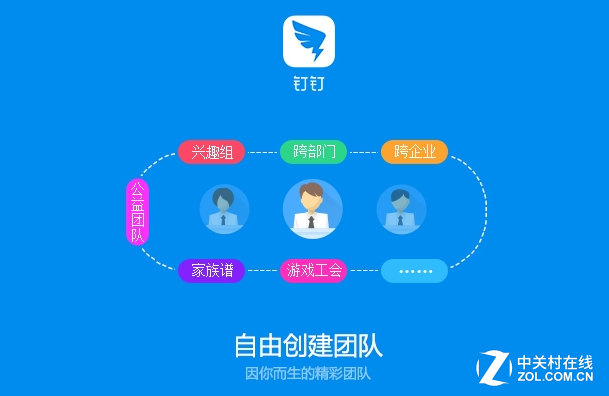 钉钉
兴趣组
跨部门
跨企业
公益团队
家族谱
游戏工会
……
自由创建团队
因你而生的精彩团队
Z
中关村在线
ZOL.COM.CN